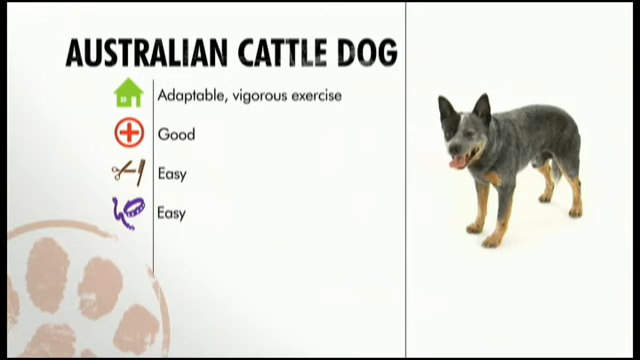 AUSTRALIAN CATTLE DOG
Adaptable, vigorous exercise
Good
Easy
Easy